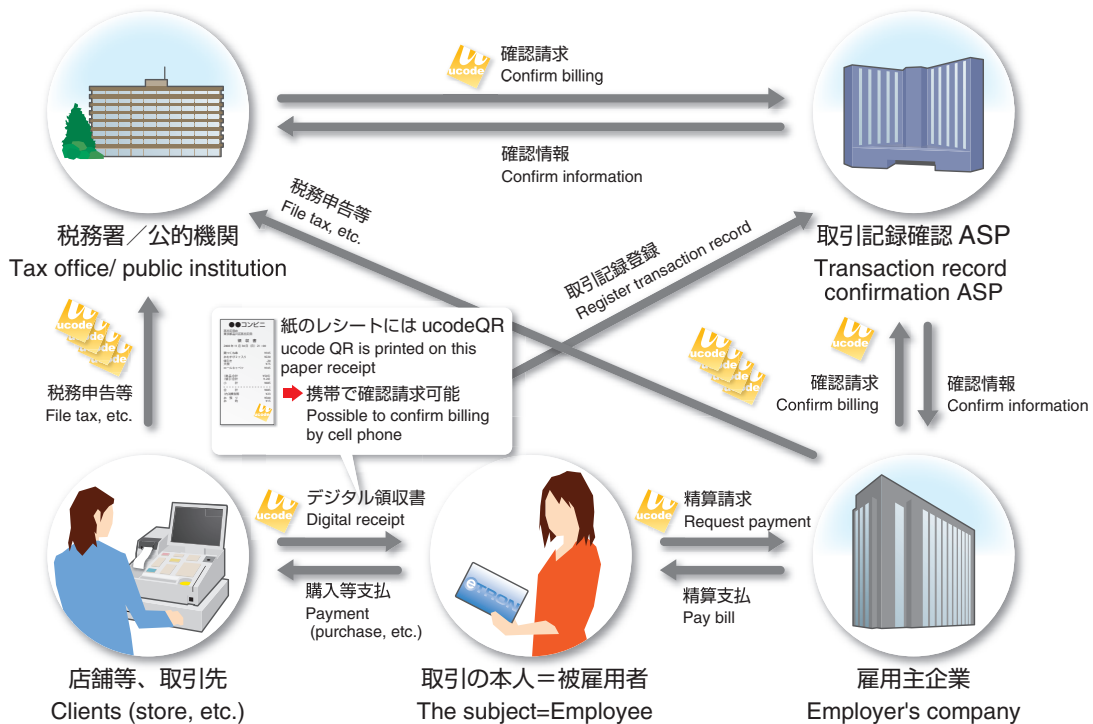 ucode
確認請求
Confirm billing
確認情報
Confirm information
税務署／公的機関
Tax office/ public institution
取引記録確認 ASP
Transaction record
confirmation ASP
税務申告等
File tax, etc.
取引記録登録
Register transaction record
ucode
税務申告等
File tax, etc.
●●コンビニ
領 収 書
紙のレシートには ucodeQR
ucode QR is printed on this
paper receipt
携帯で確認請求可能
Possible to confirm billing
by cell phone
ucode
確認請求
Confirm billing
確認情報
Confirm information
ucode
デジタル領収書
Digital receipt
購入等支払
Payment
(purchase, etc.)
eTRON
ucode
精算請求
Request payment
精算支払
Pay bill
店舗等、取引先
Clients (store, etc.)
取引の本人＝被雇用者
The subject=Employee
雇用主企業
Employer's company